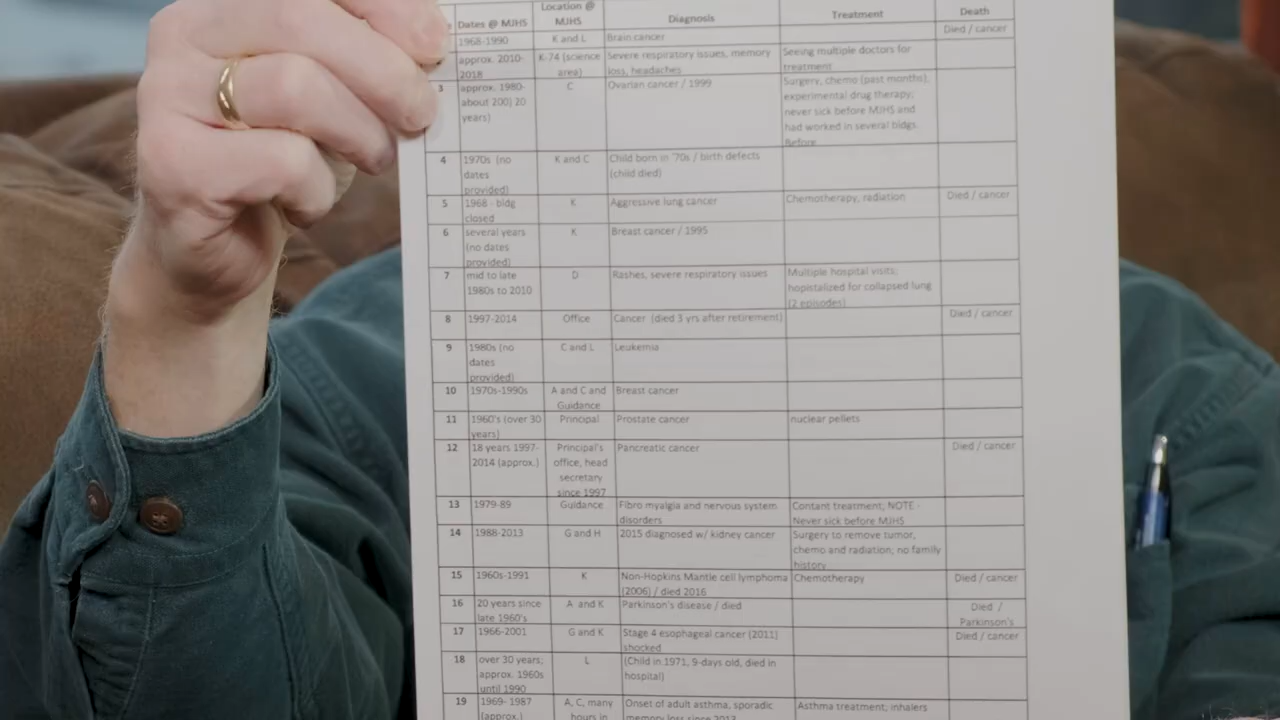 Dates @ MJHS Location @ MJHS Diagnosis Treatment Death
1968-1990 K and L Brain cancer Died / cancer
approx. 2010-2018 K-74 (science area) Severe respiratory issues, memory loss, headaches Seeing multiple doctors for treatment
3 approx. 1980-about 200) 20 years) C Ovarian cancer / 1999 Surgery, chemo (past months); experimental drug therapy; never sick before MJHS and had worked in several bldgs. Before
4 1970s (no dates provided) K and C Child born in '70s / birth defects (child died)
5 1968 - bldg closed K Aggressive lung cancer Chemotherapy, radiation Died / cancer
6 several years (no dates provided) K Breast cancer / 1995
7 mid to late 1980s to 2010 D Rashes, severe respiratory issues Multiple hospital visits; hopistalized for collapsed lung (2 episodes)
8 1997-2014 Office Cancer (died 3 yrs after retirement) Died / cancer
9 1980s (no dates provided) C and L Leukemia
10 1970s-1990s A and C and Guidance Breast cancer
11 1960's (over 30 years) Principal Prostate cancer nuclear pellets
12 18 years 1997-2014 (approx.) Principal's office, head secretary since 1997 Pancreatic cancer Died / cancer
13 1979-89 Guidance Fibro myalgia and nervous system disorders Contant treatment; NOTE - Never sick before MJHS
14 1988-2013 G and H 2015 diagnosed w/ kidney cancer Surgery to remove tumor, chemo and radiation; no family history
15 1960s-1991 K Non-Hopkins Mantle cell lymphoma (2006) / died 2016 Chemotherapy Died / cancer
16 20 years since late 1960's A and K Parkinson's disease / died Died / Parkinson's
17 1966-2001 G and K Stage 4 esophageal cancer (2011) shocked Died / cancer
18 over 30 years; approx. 1960s until 1990 L (Child in 1971, 9-days old, died in hospital)
19 1969-1987 (approx.) A, C, many hours in Onset of adult asthma, sporadic memory loss since 2013 Asthma treatment; inhalers